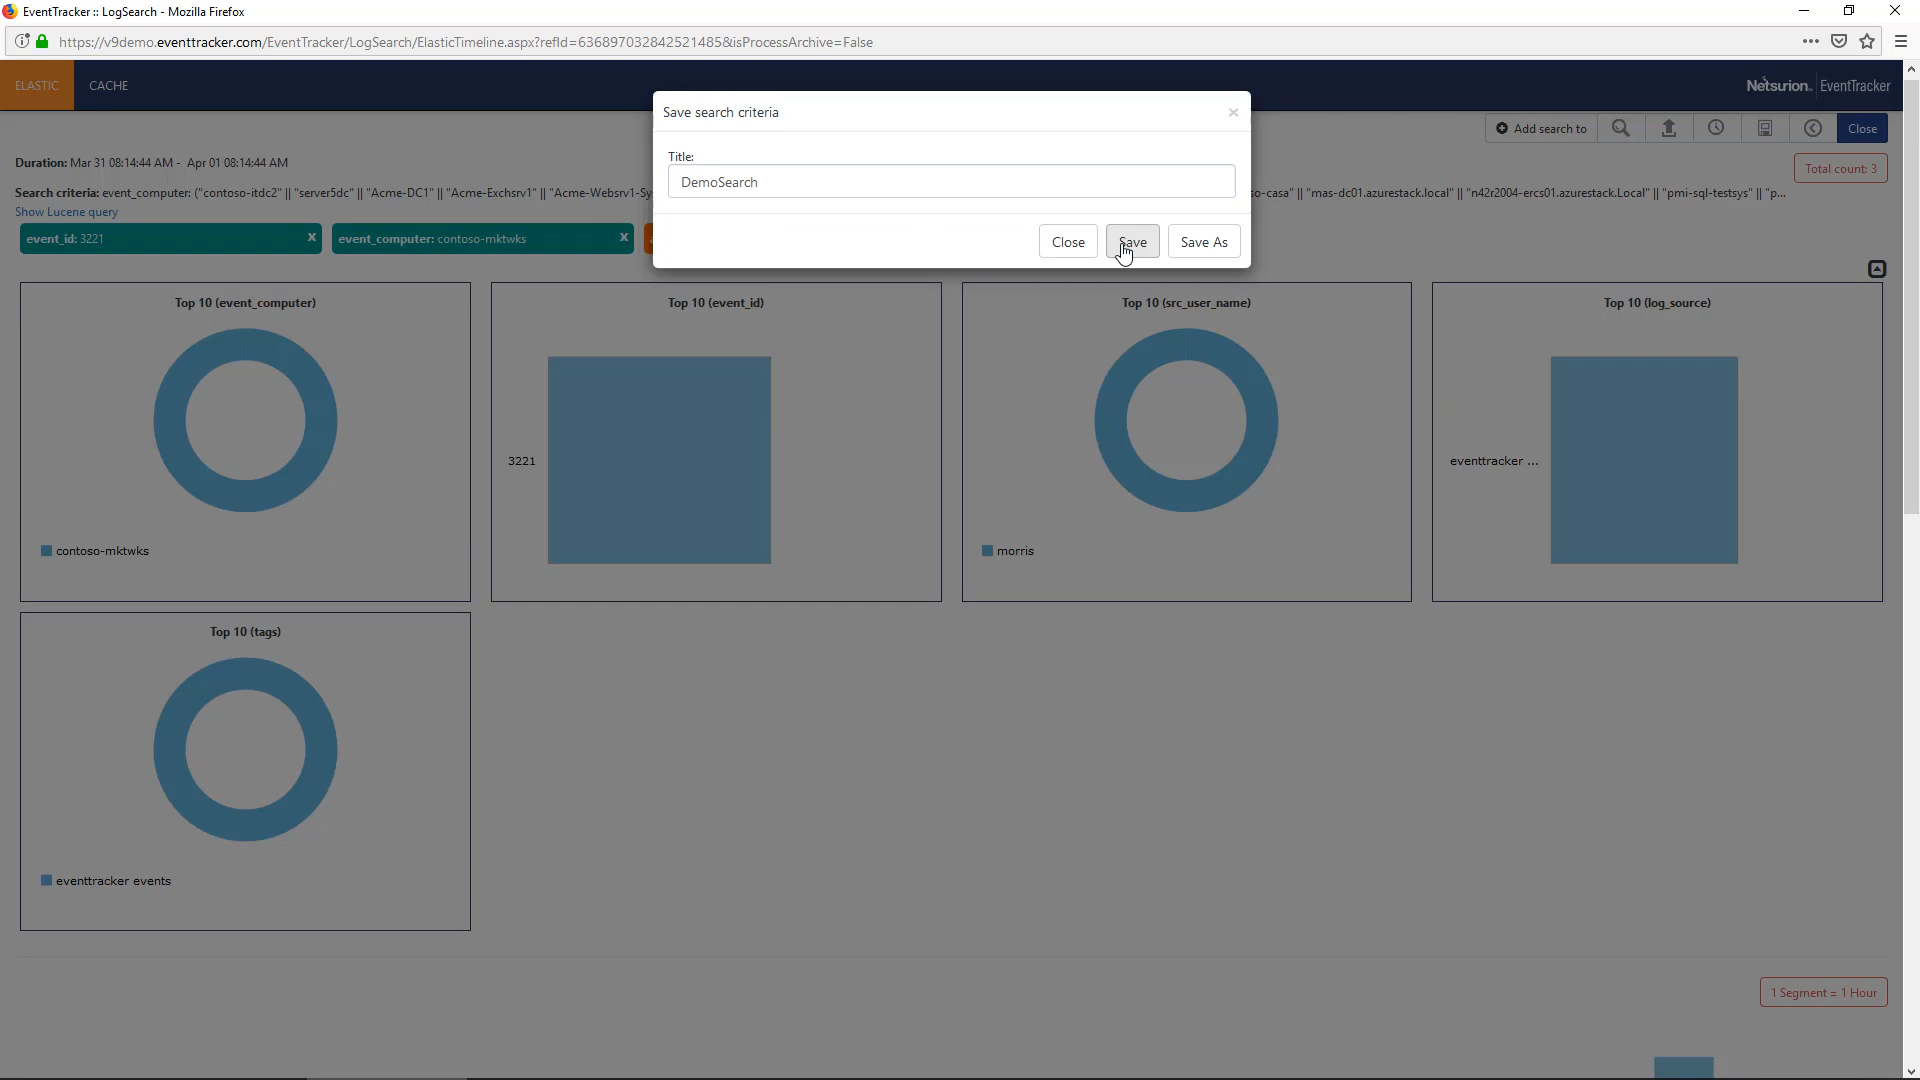 EventTracker :: LogSearch - Mozilla Firefox
https://v9demo.eventtracker.com/EventTracker/LogSearch/ElasticTimeline.aspx?refId=636897032842521485&isProcessArchive=False
ELASTIC CACHE
Netsurion. EventTracker
Save search criteria
Add search to
Close
Duration: Mar 31 08:14:44 AM - Apr 01 08:14:44 AM
Title:
Total count: 3
DemoSearch
Search criteria: event_computer: ("contoso-itdc2" || "server5dc" || "Acme-DC1" || "Acme-Exchsrv1" || "Acme-Websrv1-Sy
so-casa" || "mas-dc01.azurestack.local" || "n42r2004-ercs01.azurestack.Local" || "pmi-sql-testsys" || "p...
Show Lucene query
event_id: 3221 x
event_computer: contoso-mktwks x
Close Save Save As
Top 10 (event_computer)
contoso-mktwks
Top 10 (event_id)
3221
Top 10 (src_user_name)
morris
Top 10 (log_source)
eventtracker ...
Top 10 (tags)
eventtracker events
1 Segment = 1 Hour